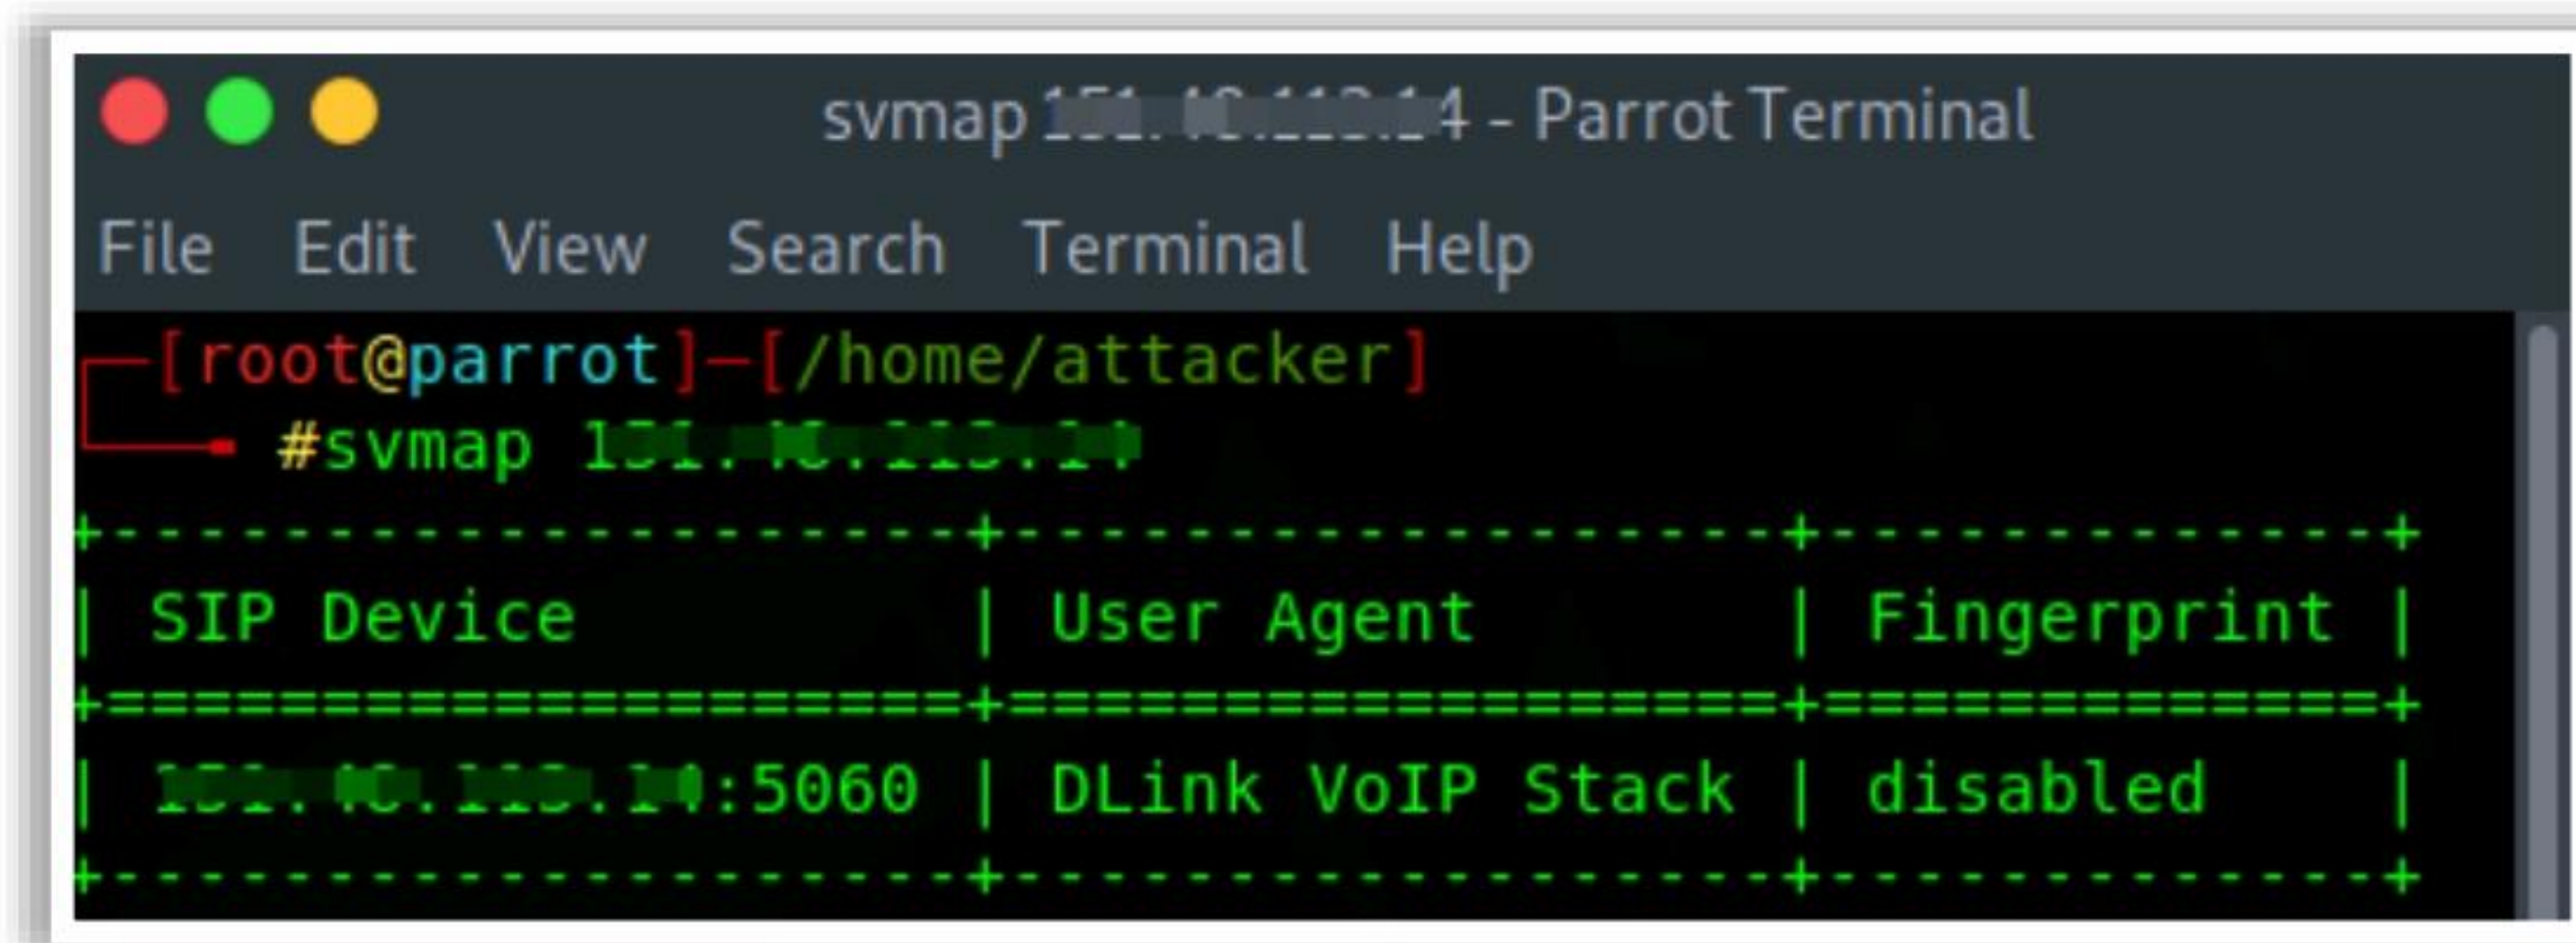 svmap - Parrot Terminal
File Edit View Search Terminal Help
[root@parrot]-[/home/attacker]
#svmap
+---------------------+------------------+--------------+
| SIP Device | User Agent | Fingerprint |
+=====================+==================+=============+
| :5060 | DLink VoIP Stack | disabled |
+---------------------+------------------+--------------+